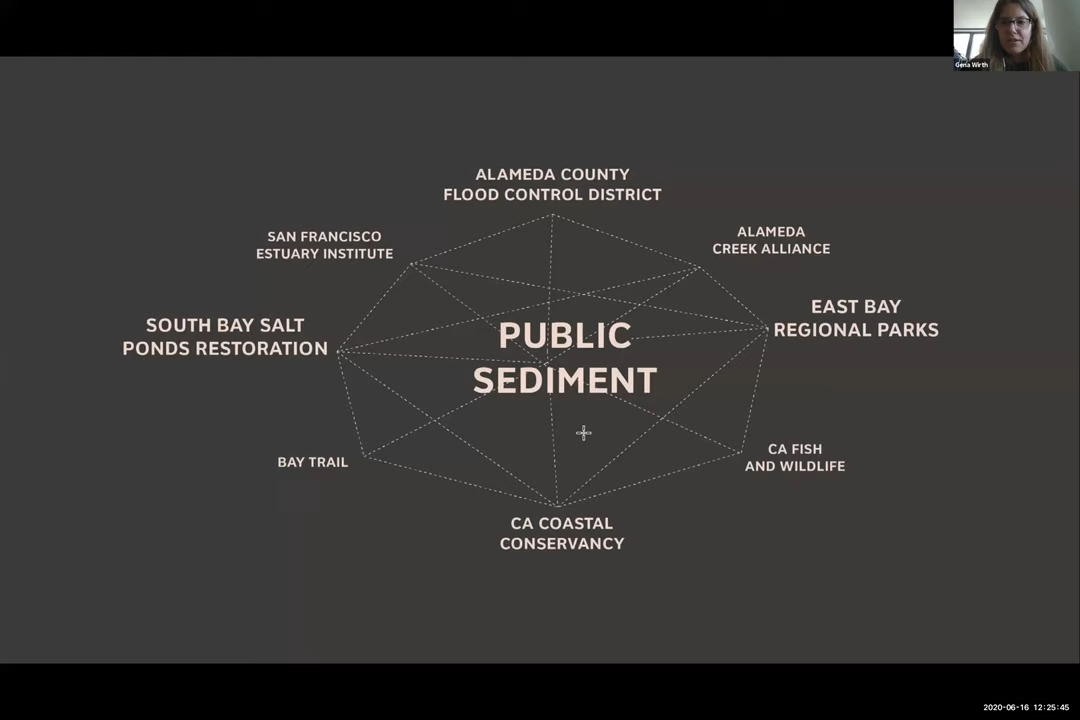 Gena Wirth
ALAMEDA COUNTY
FLOOD CONTROL DISTRICT
SAN FRANCISCO
ESTUARY INSTITUTE
ALAMEDA
CREEK ALLIANCE
SOUTH BAY SALT
PONDS RESTORATION
PUBLIC
SEDIMENT
EAST BAY
REGIONAL PARKS
BAY TRAIL
CA FISH
AND WILDLIFE
CA COASTAL
CONSERVANCY
2020-06-16 12:25:45